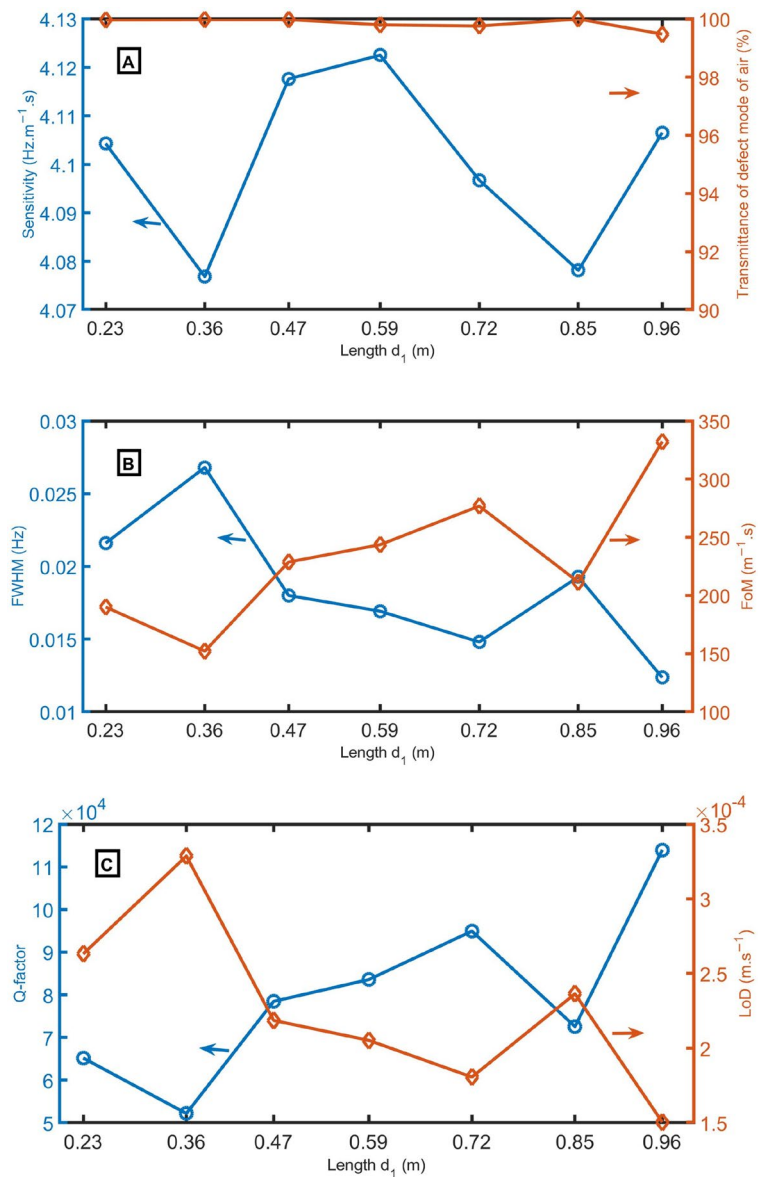 A
Sensitivity (Hz.m⁻¹.s)
4.13
4.12
4.11
4.1
4.09
4.08
4.07
100
98
96
94
92
90
Transmittance of defect mode of air (%)
0.23 0.36 0.47 0.59 0.72 0.85 0.96
Length d₁ (m)
B
FWHM (Hz)
0.03
0.025
0.02
0.015
0.01
350
300
250
200
150
100
FoM (m⁻¹.s)
0.23 0.36 0.47 0.59 0.72 0.85 0.96
Length d₁ (m)
C
×10⁴
Q-factor
12
11
10
9
8
7
6
5
×10⁻⁴
3.5
3
2.5
2
1.5
LoD (m.s⁻¹)
0.23 0.36 0.47 0.59 0.72 0.85 0.96
Length d₁ (m)